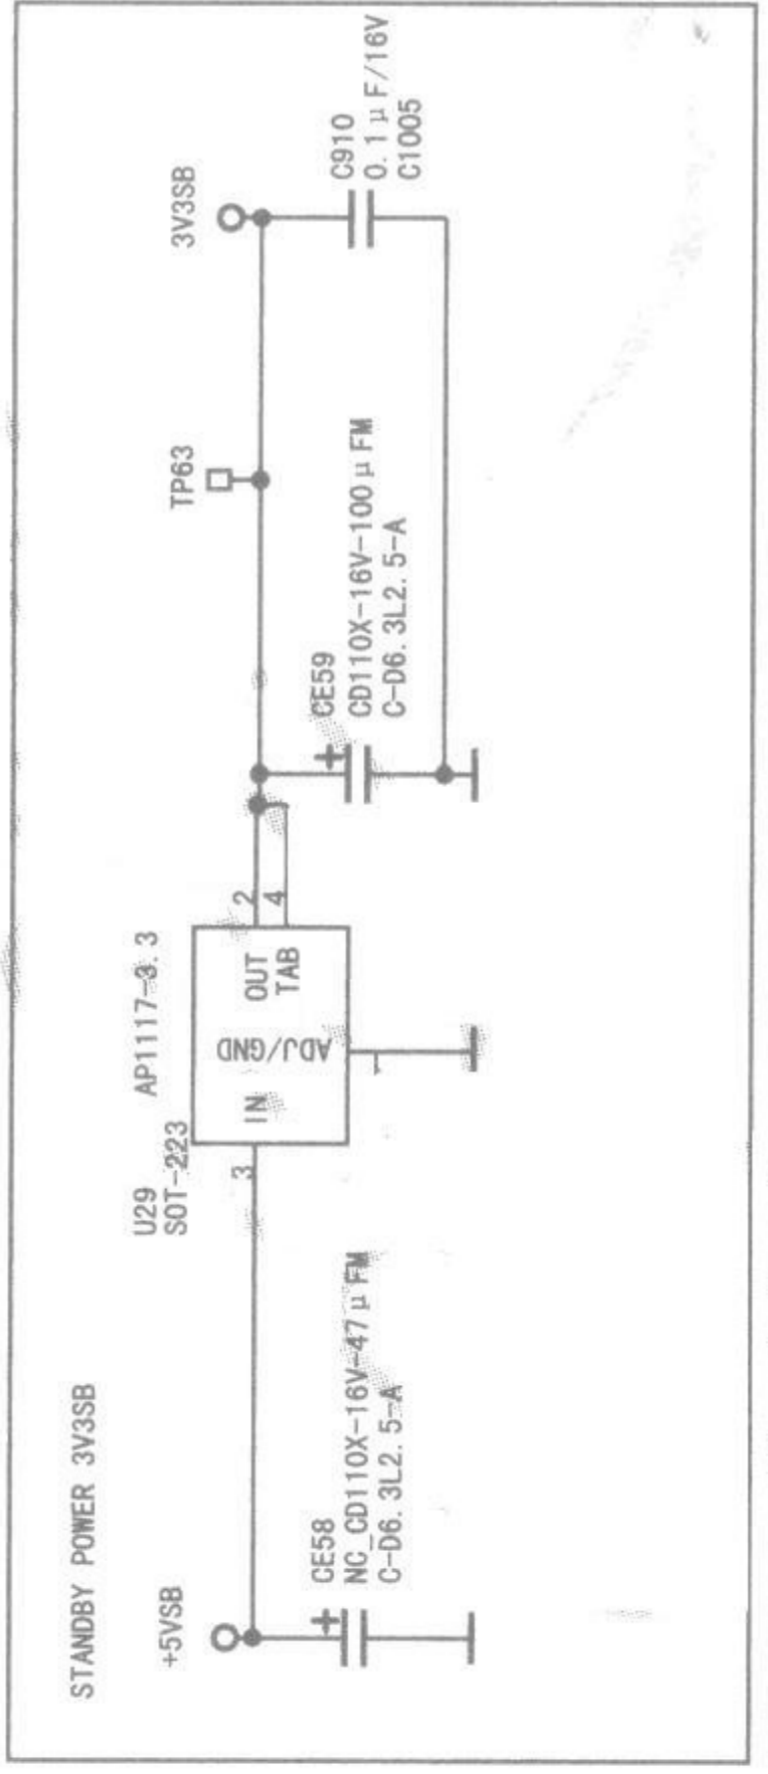 STANDBY POWER 3V3SB
+5VSB
CE58
NC_CD110X-16V-47μFM
C-D6.3L2.5-A
U29
SOT-223
AP1117-3.3
3
IN
ADJ/GND
OUT
TAB
2
4
CE59
CD110X-16V-100μFM
C-D6.3L2.5-A
TP63
3V3SB
C910
0.1μF/16V
C1005